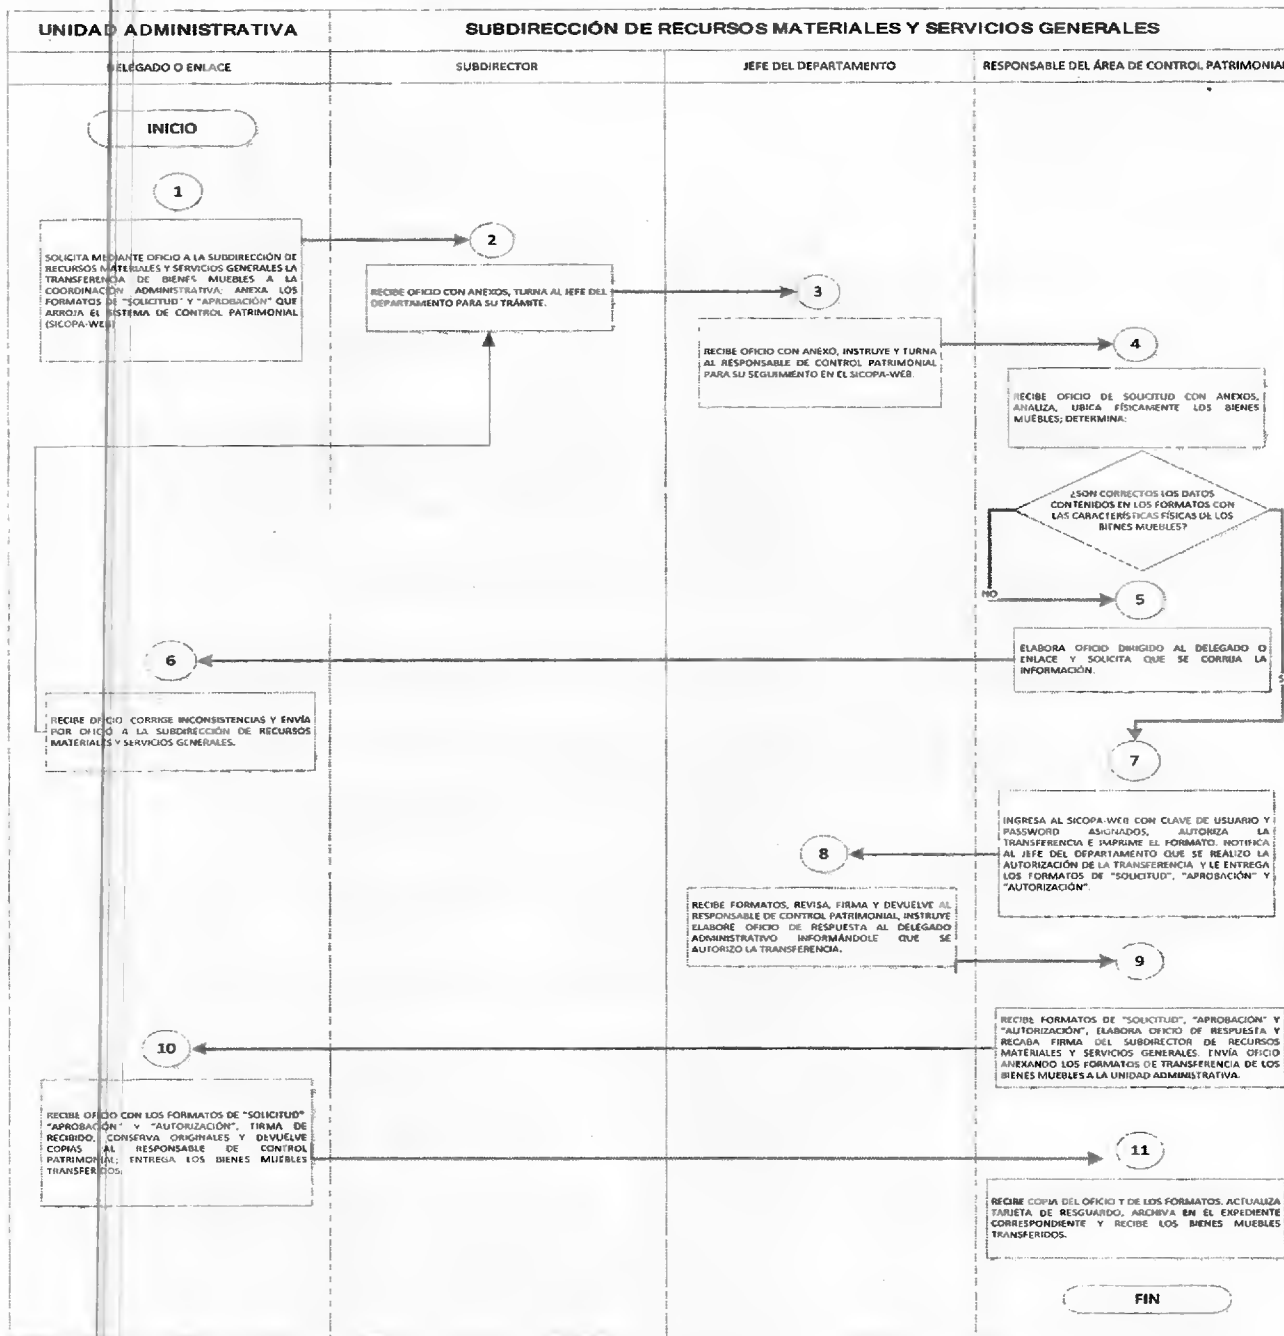 UNIDAD ADMINISTRATIVA
SUBDIRECCIÓN DE RECURSOS MATERIALES Y SERVICIOS GENERALES
DELEGADO O ENLACE
SUBDIRECTOR
JEFE DEL DEPARTAMENTO
RESPONSABLE DEL ÁREA DE CONTROL PATRIMONIAL
INICIO
1
SOLICITA MEDIANTE OFICIO A LA SUBDIRECCIÓN DE
RECURSOS MATERIALES Y SERVICIOS GENERALES LA
TRANSFERENCIA DE BIENES MUEBLES A LA
COORDINACIÓN ADMINISTRATIVA; ANEXA LOS
FORMATOS DE "SOLICITUD" Y "APROBACIÓN" QUE
ARROJA EL SISTEMA DE CONTROL PATRIMONIAL
(SICOPA-WEB)
2
RECIBE OFICIO CON ANEXOS, TURNA AL JEFE DEL
DEPARTAMENTO PARA SU TRÁMITE.
3
RECIBE OFICIO CON ANEXO, INSTRUYE Y TURNA
AL RESPONSABLE DE CONTROL PATRIMONIAL
PARA SU SEGUIMIENTO EN EL SICOPA-WEB.
4
RECIBE OFICIO DE SOLICITUD CON ANEXOS,
ANALIZA, UBICA FÍSICAMENTE LOS BIENES
MUEBLES; DETERMINA:
¿SON CORRECTOS LOS DATOS
CONTENIDOS EN LOS FORMATOS CON
LAS CARACTERÍSTICAS FÍSICAS DE LOS
BIENES MUEBLES?
NO
5
S
ELABORA OFICIO DIRIGIDO AL DELEGADO O
ENLACE Y SOLICITA QUE SE CORRIJA LA
INFORMACIÓN.
6
RECIBE OFICIO CORRIGE INCONSISTENCIAS Y ENVÍA
POR OFICIO A LA SUBDIRECCIÓN DE RECURSOS
MATERIALES Y SERVICIOS GENERALES.
7
INGRESA AL SICOPA-WEB CON CLAVE DE USUARIO Y
PASSWORD ASIGNADOS, AUTORIZA LA
TRANSFERENCIA E IMPRIME EL FORMATO. NOTIFICA
AL JEFE DEL DEPARTAMENTO QUE SE REALIZO LA
AUTORIZACIÓN DE LA TRANSFERENCIA Y LE ENTREGA
LOS FORMATOS DE "SOLICITUD", "APROBACIÓN" Y
"AUTORIZACIÓN".
8
RECIBE FORMATOS, REVISA, FIRMA Y DEVUELVE AL
RESPONSABLE DE CONTROL PATRIMONIAL, INSTRUYE
ELABORE OFICIO DE RESPUESTA AL DELEGADO
ADMINISTRATIVO INFORMÁNDOLE QUE SE
AUTORIZO LA TRANSFERENCIA.
9
RECIBE FORMATOS DE "SOLICITUD", "APROBACIÓN" Y
"AUTORIZACIÓN", ELABORA OFICIO DE RESPUESTA Y
RECABA FIRMA DEL SUBDIRECTOR DE RECURSOS
MATERIALES Y SERVICIOS GENERALES. ENVÍA OFICIO
ANEXANDO LOS FORMATOS DE TRANSFERENCIA DE LOS
BIENES MUEBLES A LA UNIDAD ADMINISTRATIVA.
10
RECIBE OFICIO CON LOS FORMATOS DE "SOLICITUD"
"APROBACIÓN" Y "AUTORIZACIÓN", FIRMA DE
RECIBIDO, CONSERVA ORIGINALES Y DEVUELVE
COPIAS AL RESPONSABLE DE CONTROL
PATRIMONIAL; ENTREGA LOS BIENES MUEBLES
TRANSFERIDOS.
11
RECIBE COPIA DEL OFICIO Y DE LOS FORMATOS. ACTUALIZA
TARJETA DE RESGUARDO, ARCHIVA EN EL EXPEDIENTE
CORRESPONDIENTE Y RECIBE LOS BIENES MUEBLES
TRANSFERIDOS.
FIN